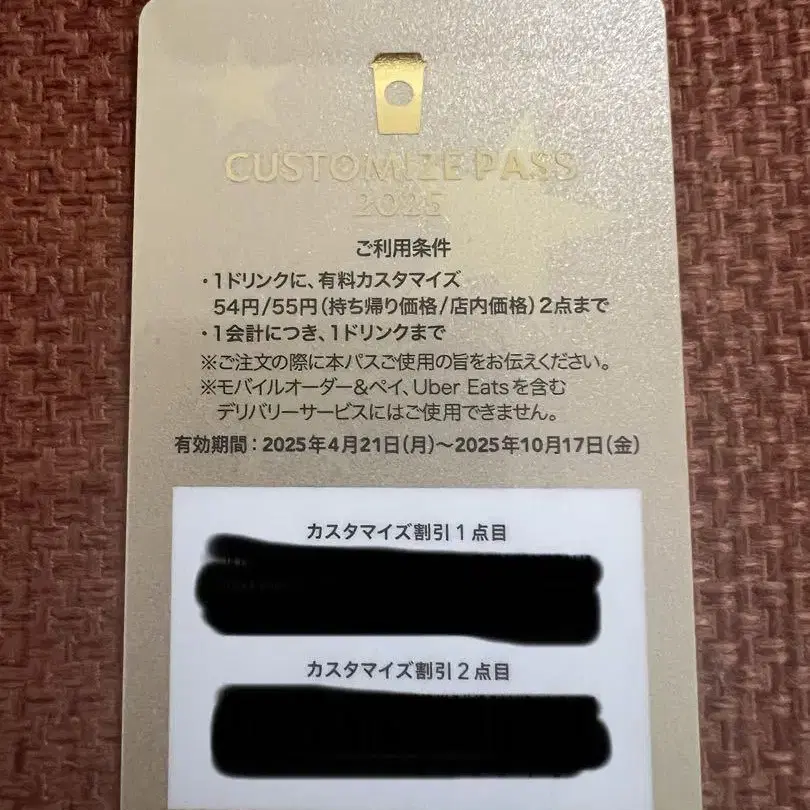 CUSTOMIZE PASS
2025
ご利用条件
・1ドリンクに、有料カスタマイズ
54円/55円(持ち帰り価格/店内価格)2点まで
・1会計につき、1ドリンクまで
※ご注文の際に本パスご使用の旨をお伝えください。
※モバイルオーダー&ペイ、Uber Eatsを含む
デリバリーサービスにはご使用できません。
有効期間:2025年4月21日(月)〜2025年10月17日(金)
カスタマイズ割引1点目
カスタマイズ割引2点目